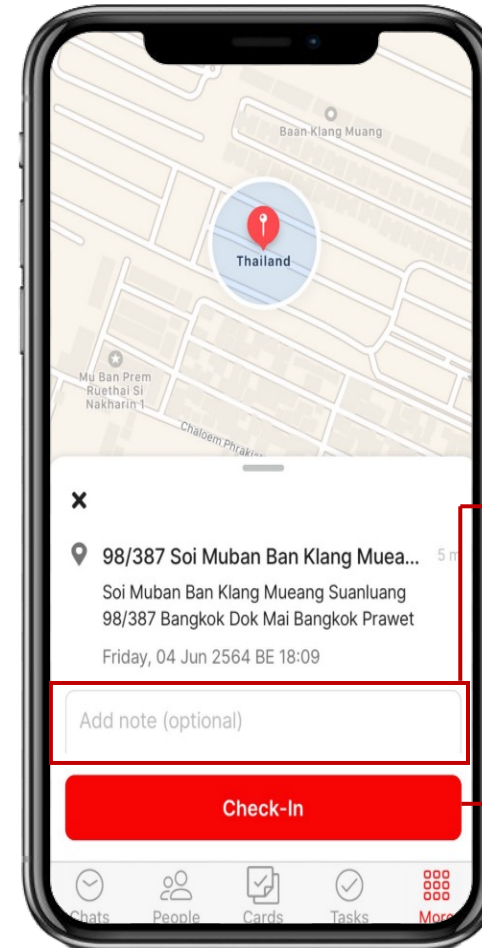 Baan Klang Muang
Thailand
Mu Ban Prem
Ruethai Si
Nakharin 1
Chaloem
98/387 Soi Muban Ban Klang Muea...
5 m
Soi Muban Ban Klang Mueang Suanluang
98/387 Bangkok Dok Mai Bangkok Prawet
Friday, 04 Jun 2564 BE 18:09
Add note (optional)
Check-In
Chats
People
Cards
Tasks
More